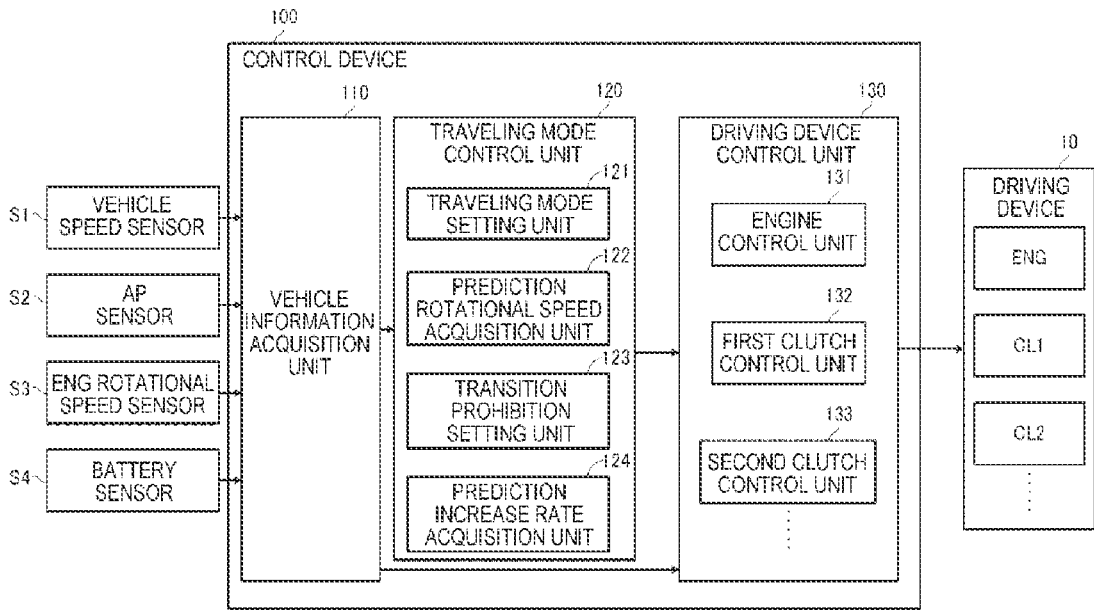 100
CONTROL DEVICE
110
120
130
10
VEHICLE
INFORMATION
ACQUISITION
UNIT
TRAVELING MODE
CONTROL UNIT
121
TRAVELING MODE
SETTING UNIT
122
PREDICTION
ROTATIONAL SPEED
ACQUISITION UNIT
123
TRANSITION
PROHIBITION
SETTING UNIT
124
PREDICTION
INCREASE RATE
ACQUISITION UNIT
DRIVING DEVICE
CONTROL UNIT
131
ENGINE
CONTROL UNIT
132
FIRST CLUTCH
CONTROL UNIT
133
SECOND CLUTCH
CONTROL UNIT
DRIVING
DEVICE
ENG
CL1
CL2
S1
VEHICLE
SPEED SENSOR
S2
AP
SENSOR
S3
ENG ROTATIONAL
SPEED SENSOR
S4
BATTERY
SENSOR